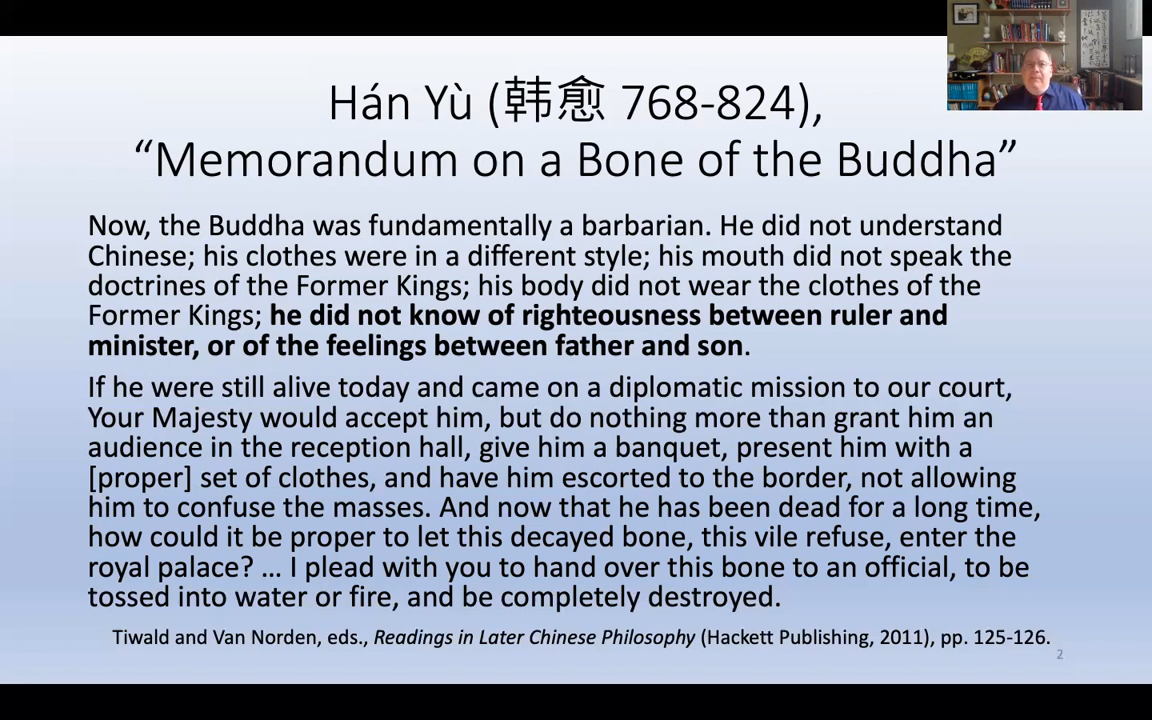 Hán Yù (韩愈 768-824),
“Memorandum on a Bone of the Buddha”
Now, the Buddha was fundamentally a barbarian. He did not understand
Chinese; his clothes were in a different style; his mouth did not speak the
doctrines of the Former Kings; his body did not wear the clothes of the
Former Kings; he did not know of righteousness between ruler and
minister, or of the feelings between father and son.
If he were still alive today and came on a diplomatic mission to our court,
Your Majesty would accept him, but do nothing more than grant him an
audience in the reception hall, give him a banquet, present him with a
[proper] set of clothes, and have him escorted to the border, not allowing
him to confuse the masses. And now that he has been dead for a long time,
how could it be proper to let this decayed bone, this vile refuse, enter the
royal palace? … I plead with you to hand over this bone to an official, to be
tossed into water or fire, and be completely destroyed.
Tiwald and Van Norden, eds., Readings in Later Chinese Philosophy (Hackett Publishing, 2011), pp. 125-126.
2